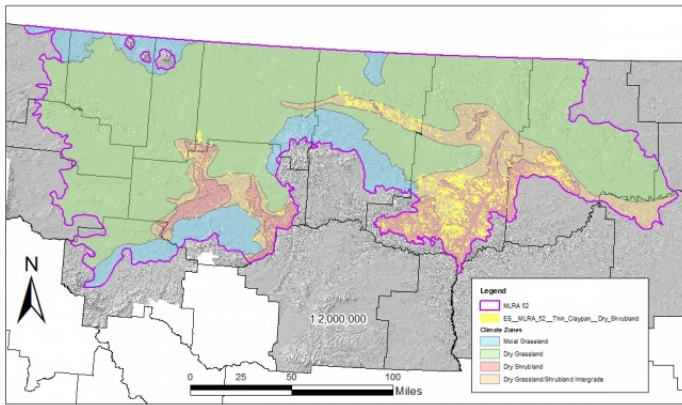 N
1:2,000,000
0 25 50 100
Miles
Legend
MLRA 52
ES__MLRA_52__Thin_Claypan__Dry_Shrubland
Climate Zones
Moist Grassland
Dry Grassland
Dry Shrubland
Dry Grassland/Shrubland Intergrade